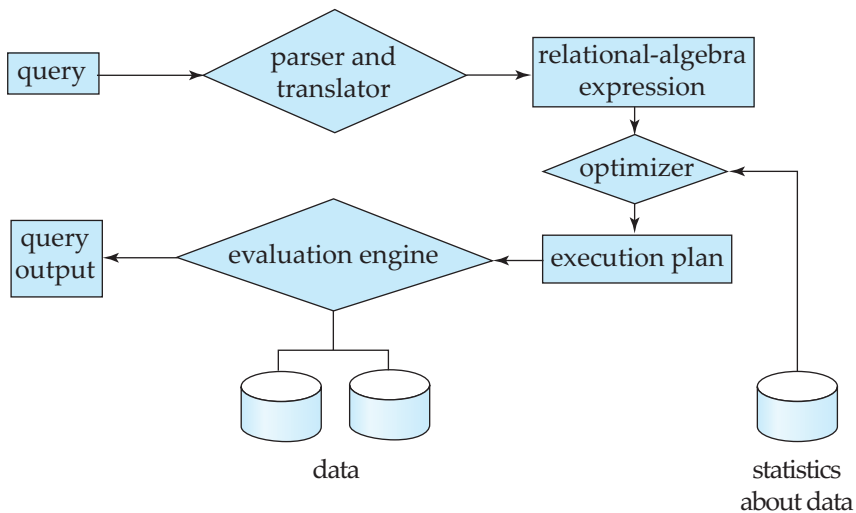 query
parser and
translator
relational-algebra
expression
optimizer
query
output
evaluation engine
execution plan
data
statistics
about data